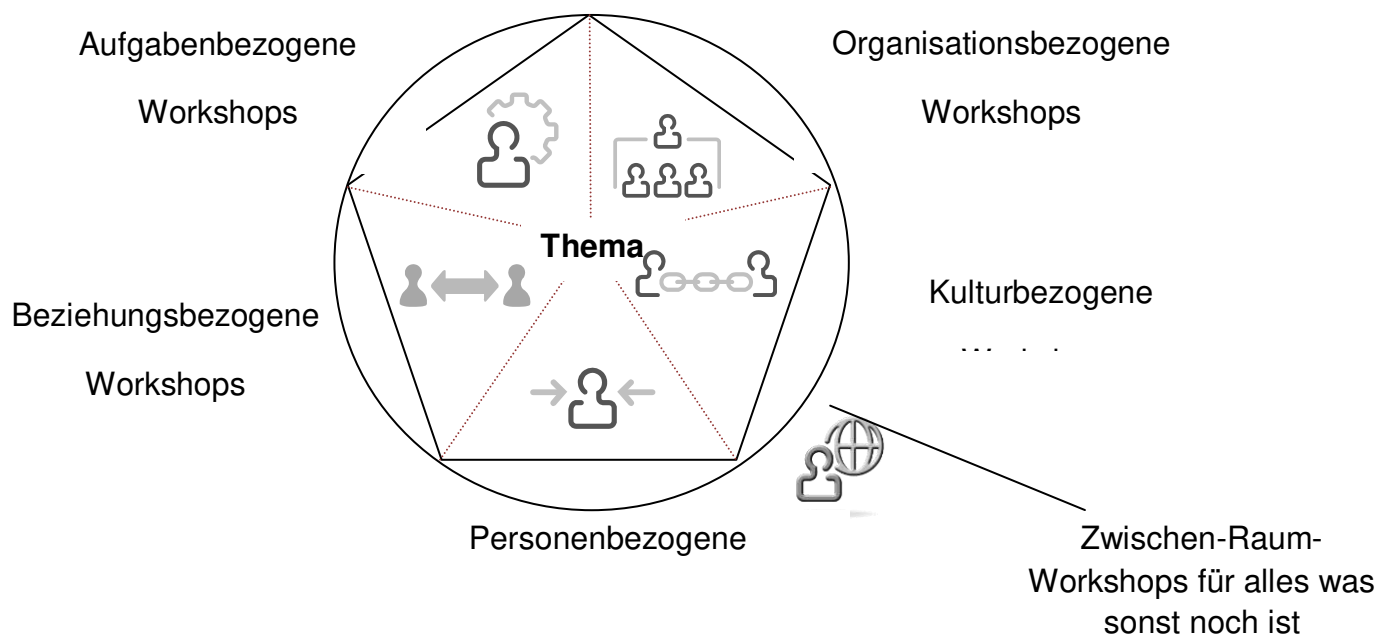 Aufgabenbezogene
Workshops
Organisationsbezogene
Workshops
Thema
Beziehungsbezogene
Workshops
Kulturbezogene
Personenbezogene
Zwischen-Raum-
Workshops für alles was
sonst noch ist